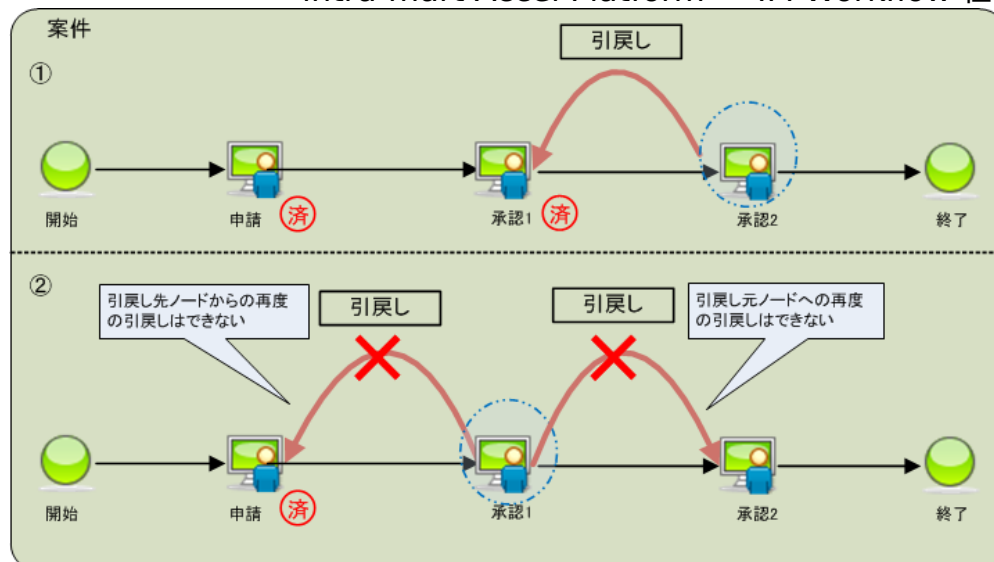 案件
①
引戻し
開始
申請
済
承認1
済
承認2
終了
②
引戻し先ノードからの再度
の引戻しはできない
引戻し
引戻し
引戻し元ノードへの再度
の引戻しはできない
開始
申請
済
承認1
承認2
終了